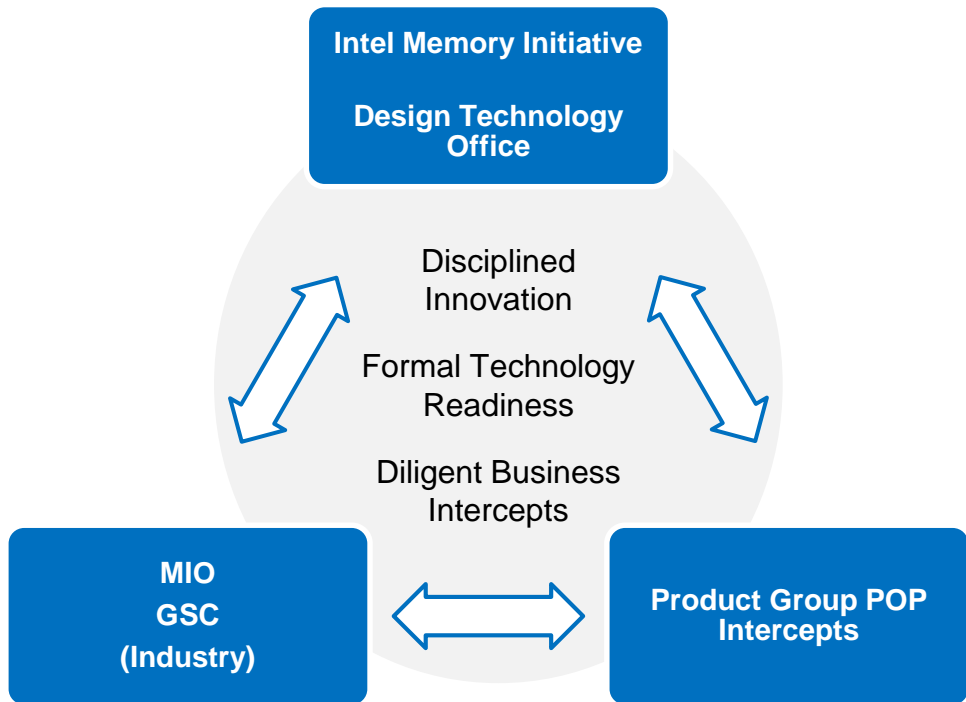 Intel Memory Initiative
Design Technology
Office
Disciplined
Innovation
Formal Technology
Readiness
Diligent Business
Intercepts
MIO
GSC
(Industry)
Product Group POP
Intercepts